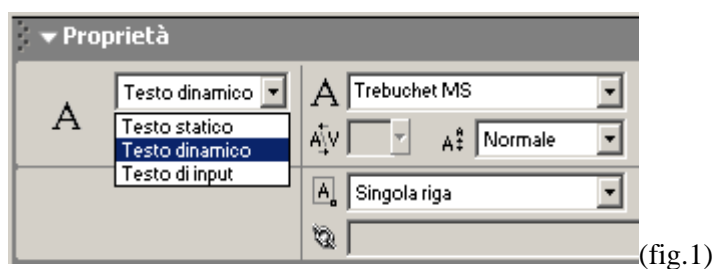 Proprietà
Testo dinamico
A
Testo statico
Testo dinamico
Testo di input
A Trebuchet MS
A V A Normale
A Singola riga
(fig.1)